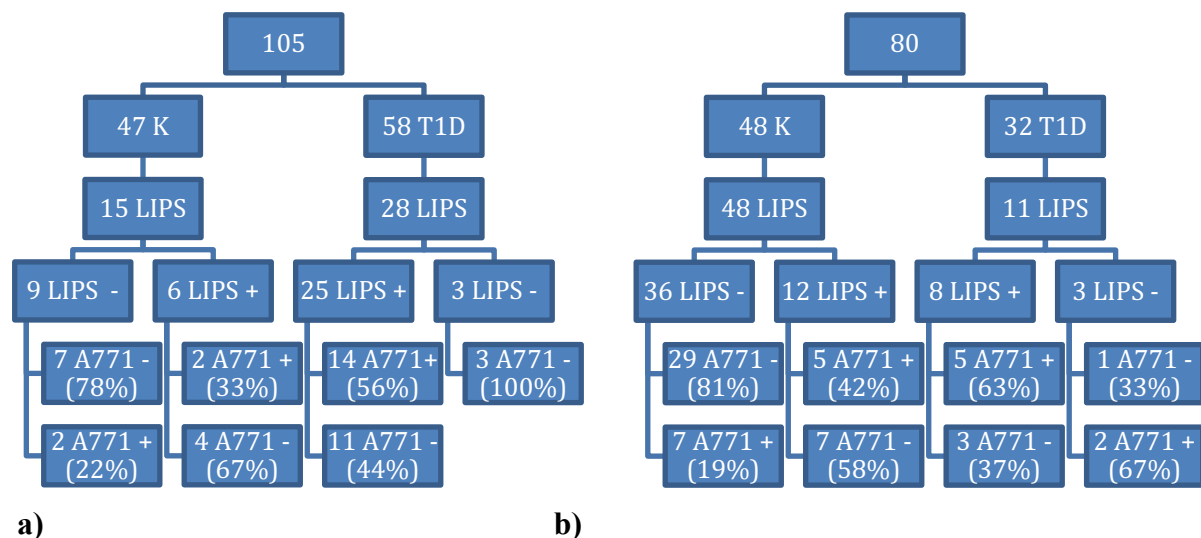 105
47 K
58 T1D
15 LIPS
28 LIPS
9 LIPS -
6 LIPS +
25 LIPS +
3 LIPS -
7 A771 -
(78%)
2 A771 +
(33%)
14 A771+
(56%)
3 A771 -
(100%)
2 A771 +
(22%)
4 A771 -
(67%)
11 A771 -
(44%)
a)
80
48 K
32 T1D
48 LIPS
11 LIPS
36 LIPS -
12 LIPS +
8 LIPS +
3 LIPS -
29 A771 -
(81%)
5 A771 +
(42%)
5 A771 +
(63%)
1 A771 -
(33%)
7 A771 +
(19%)
7 A771 -
(58%)
3 A771 -
(37%)
2 A771 +
(67%)
b)